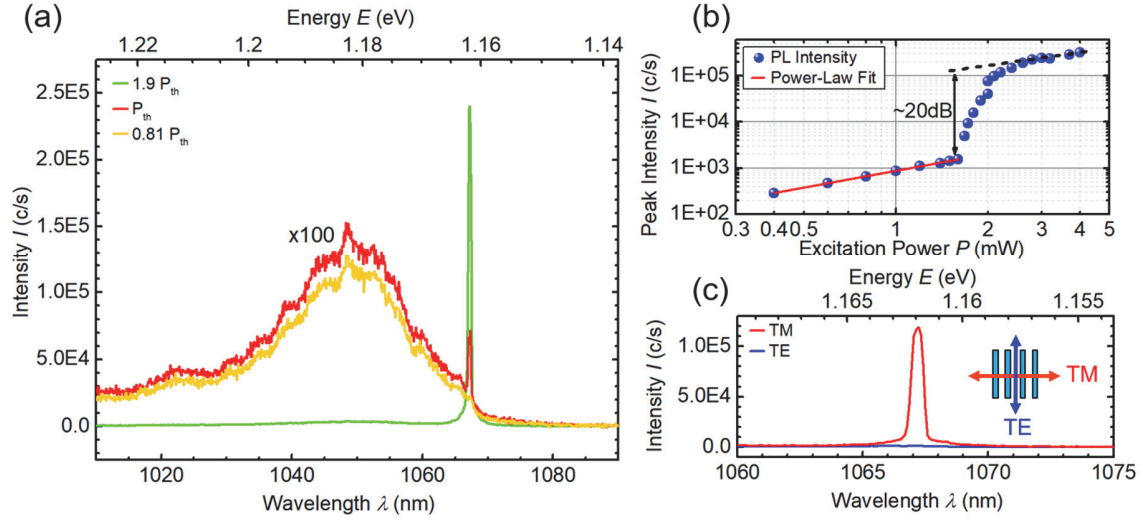 (a)
Energy E (eV)
1.22 1.2 1.18 1.16 1.14
1.9 P_th
P_th
0.81 P_th
x100
2.5E5
2.0E5
1.5E5
1.0E5
5.0E4
0.0
Intensity I (c/s)
1020 1040 1060 1080
Wavelength λ (nm)
(b)
PL Intensity
Power-Law Fit
~20dB
1E+05
1E+04
1E+03
1E+02
Peak Intensity I (c/s)
0.3 0.40.5 1 2 3 4 5
Excitation Power P (mW)
(c)
Energy E (eV)
1.165 1.16 1.155
TM
TE
TM
TE
1.0E5
5.0E4
0.0
Intensity I (c/s)
1060 1065 1070 1075
Wavelength λ (nm)